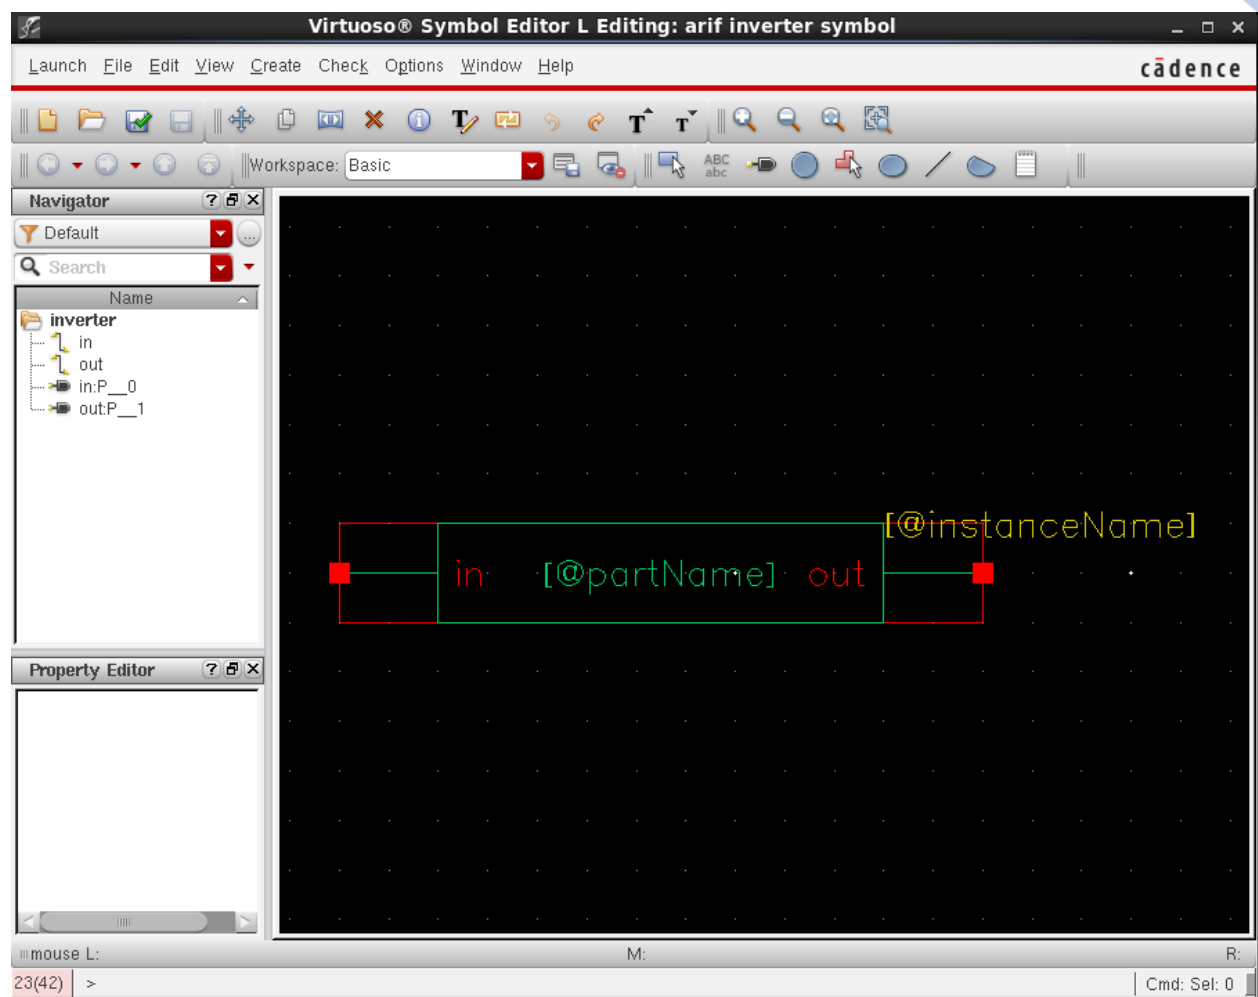 Virtuoso® Symbol Editor L Editing: arif inverter symbol
Launch File Edit View Create Check Options Window Help
cādence
Workspace: Basic
ABC
abc
Navigator
Default
Search
Name
inverter
in
out
in:P__0
out:P__1
[@instanceName]
in [@partName] out
Property Editor
mouse L: M: R:
23(42) > Cmd: Sel: 0